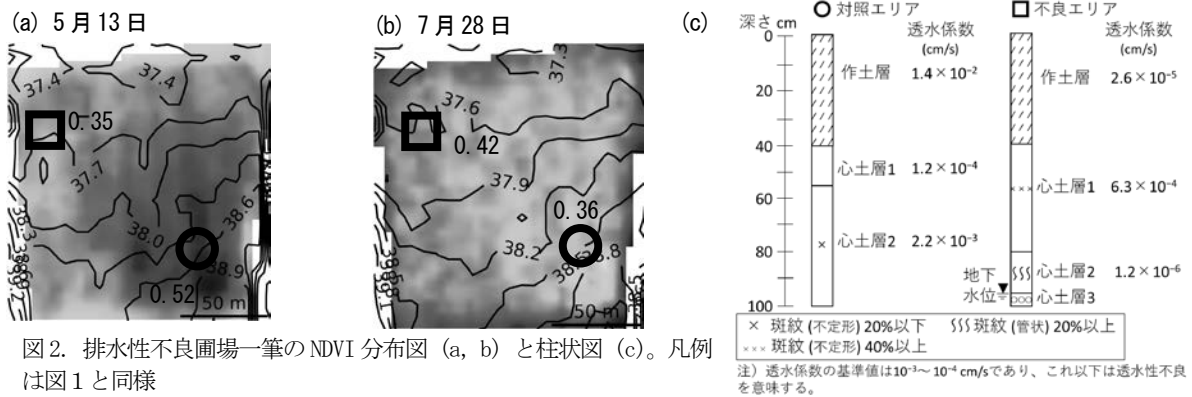 (a) 5月13日
37.4
37.4
0.35
37.7
38.3
38.0
38.6
38.9
0.52
50 m
(b) 7月28日
37.3
37.6
0.42
37.9
0.36
38.2
50 m
図2. 排水性不良圃場一筆のNDVI分布図 (a, b) と柱状図 (c)。凡例
は図1と同様
(c)
深さ cm
0
20
40
60
80
100
対照エリア
透水係数
(cm/s)
作土層 1.4×10⁻²
心土層1 1.2×10⁻⁴
心土層2 2.2×10⁻³
不良エリア
透水係数
(cm/s)
作土層 2.6×10⁻⁵
心土層1 6.3×10⁻⁴
心土層2 1.2×10⁻⁶
心土層3
地下
水位
× 斑紋 (不定形) 20%以下 斑紋 (管状) 20%以上
××× 斑紋 (不定形) 40%以上
注）透水係数の基準値は10⁻³～10⁻⁴ cm/sであり、これ以下は透水性不良
を意味する。